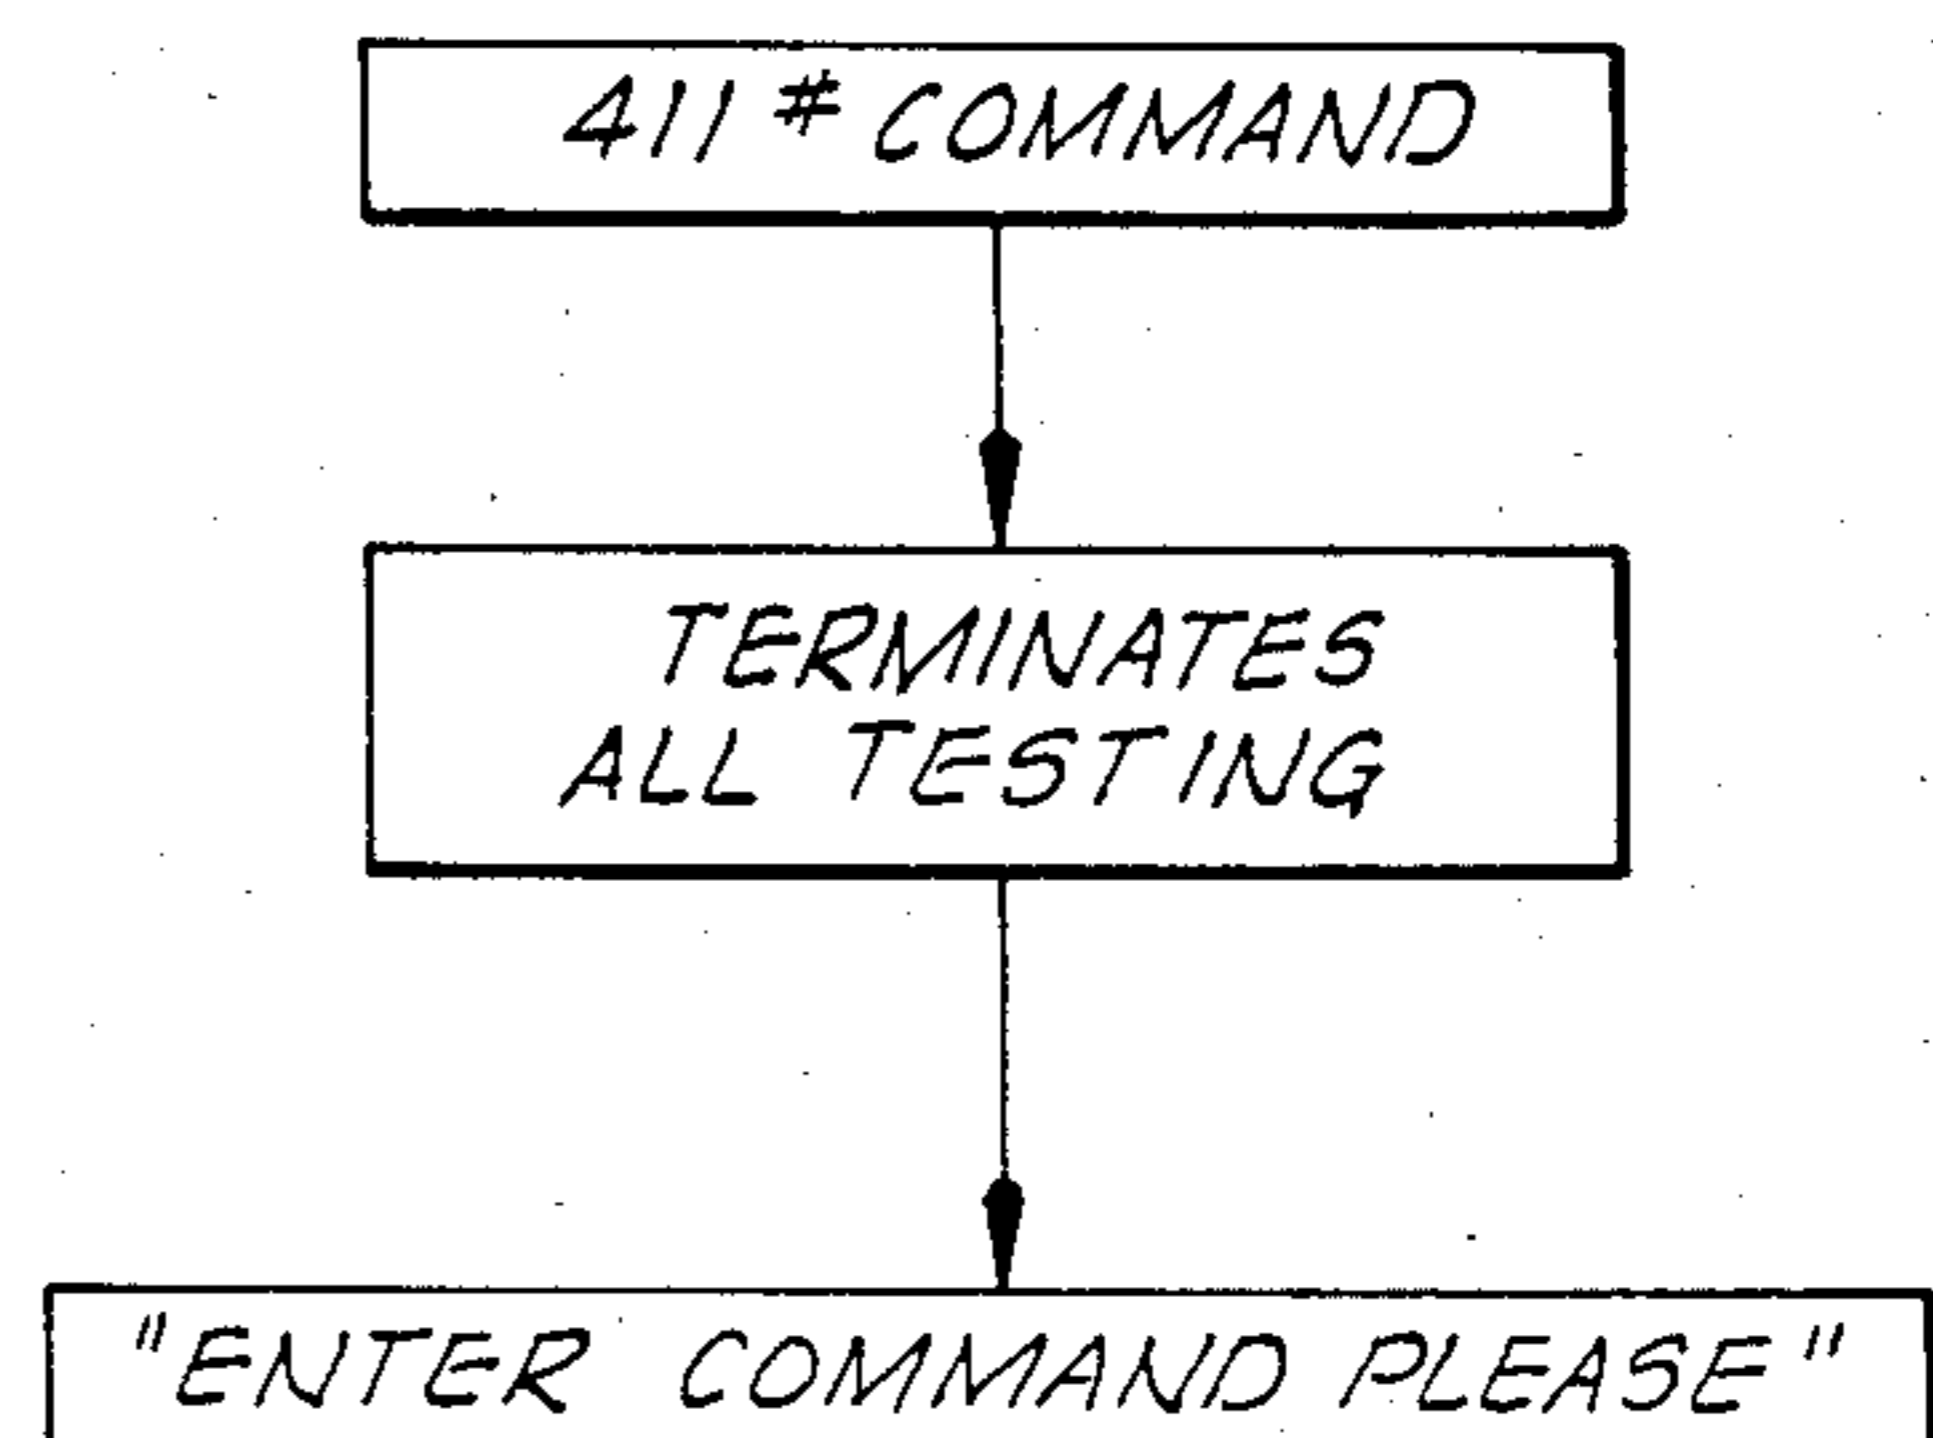 411 # COMMAND
TERMINATES
ALL TESTING
"ENTER COMMAND PLEASE"